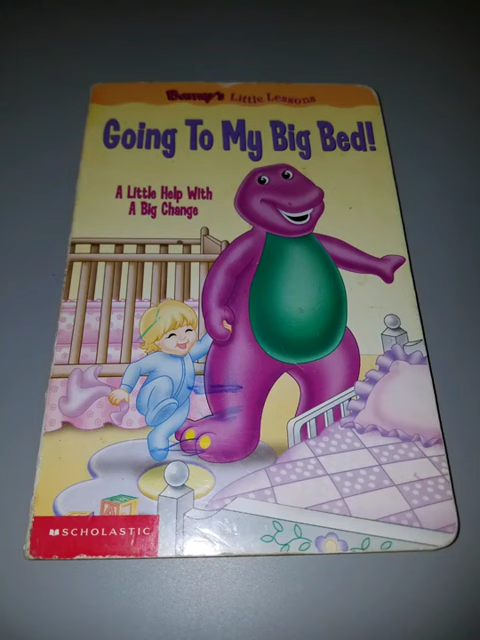 Barney's Little Lessons
Going To My Big Bed!
A Little Help With
A Big Change
SCHOLASTIC